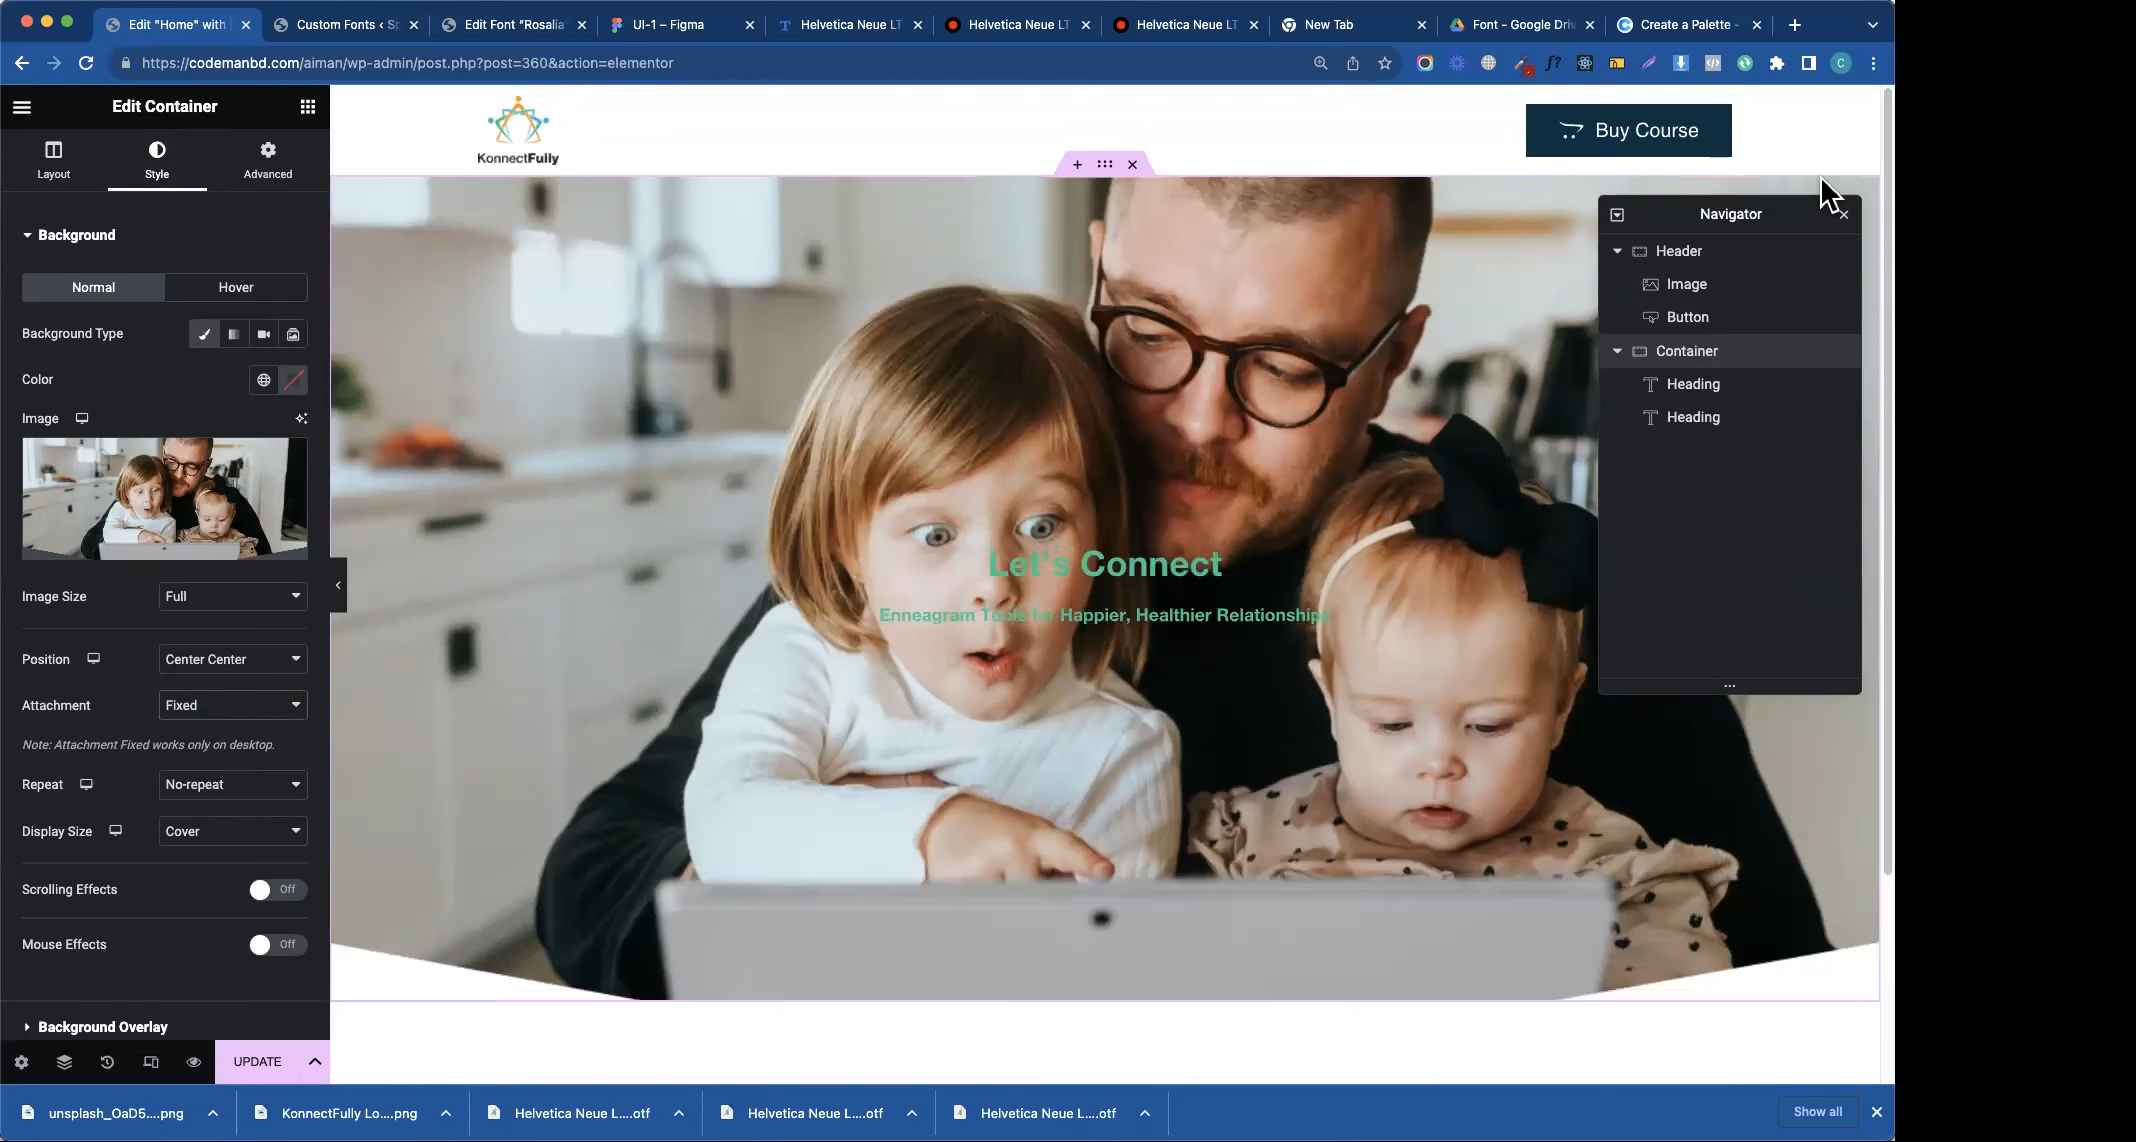 Edit "Home" with
Custom Fonts ‹ Sp
Edit Font "Rosalia"
UI-1 – Figma
Helvetica Neue LT
Helvetica Neue LT
Helvetica Neue LT
New Tab
Font - Google Driv
Create a Palette -
https://codemanbd.com/aiman/wp-admin/post.php?post=360&action=elementor
C
Edit Container
KonnectFully
Buy Course
Layout
Style
Advanced
Background
Normal
Hover
Background Type
Color
Image
Image Size
Full
Position
Center Center
Attachment
Fixed
Note: Attachment Fixed works only on desktop.
Repeat
No-repeat
Display Size
Cover
Scrolling Effects
Off
Mouse Effects
Off
Background Overlay
UPDATE
Let's Connect
Enneagram Tools for Happier, Healthier Relationships
Navigator
Header
Image
Button
Container
Heading
Heading
unsplash_OaD5....png
KonnectFully Lo....png
Helvetica Neue L....otf
Helvetica Neue L....otf
Helvetica Neue L....otf
Show all